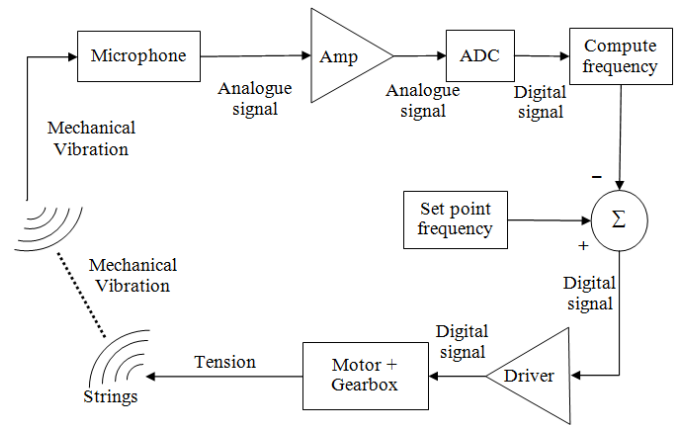 Microphone
Amp
ADC
Compute
frequency
Analogue
signal
Analogue
signal
Digital
signal
Mechanical
Vibration
−
Set point
frequency
Σ
+
Mechanical
Vibration
Digital
signal
Digital
signal
Tension
Motor +
Gearbox
Driver
Strings